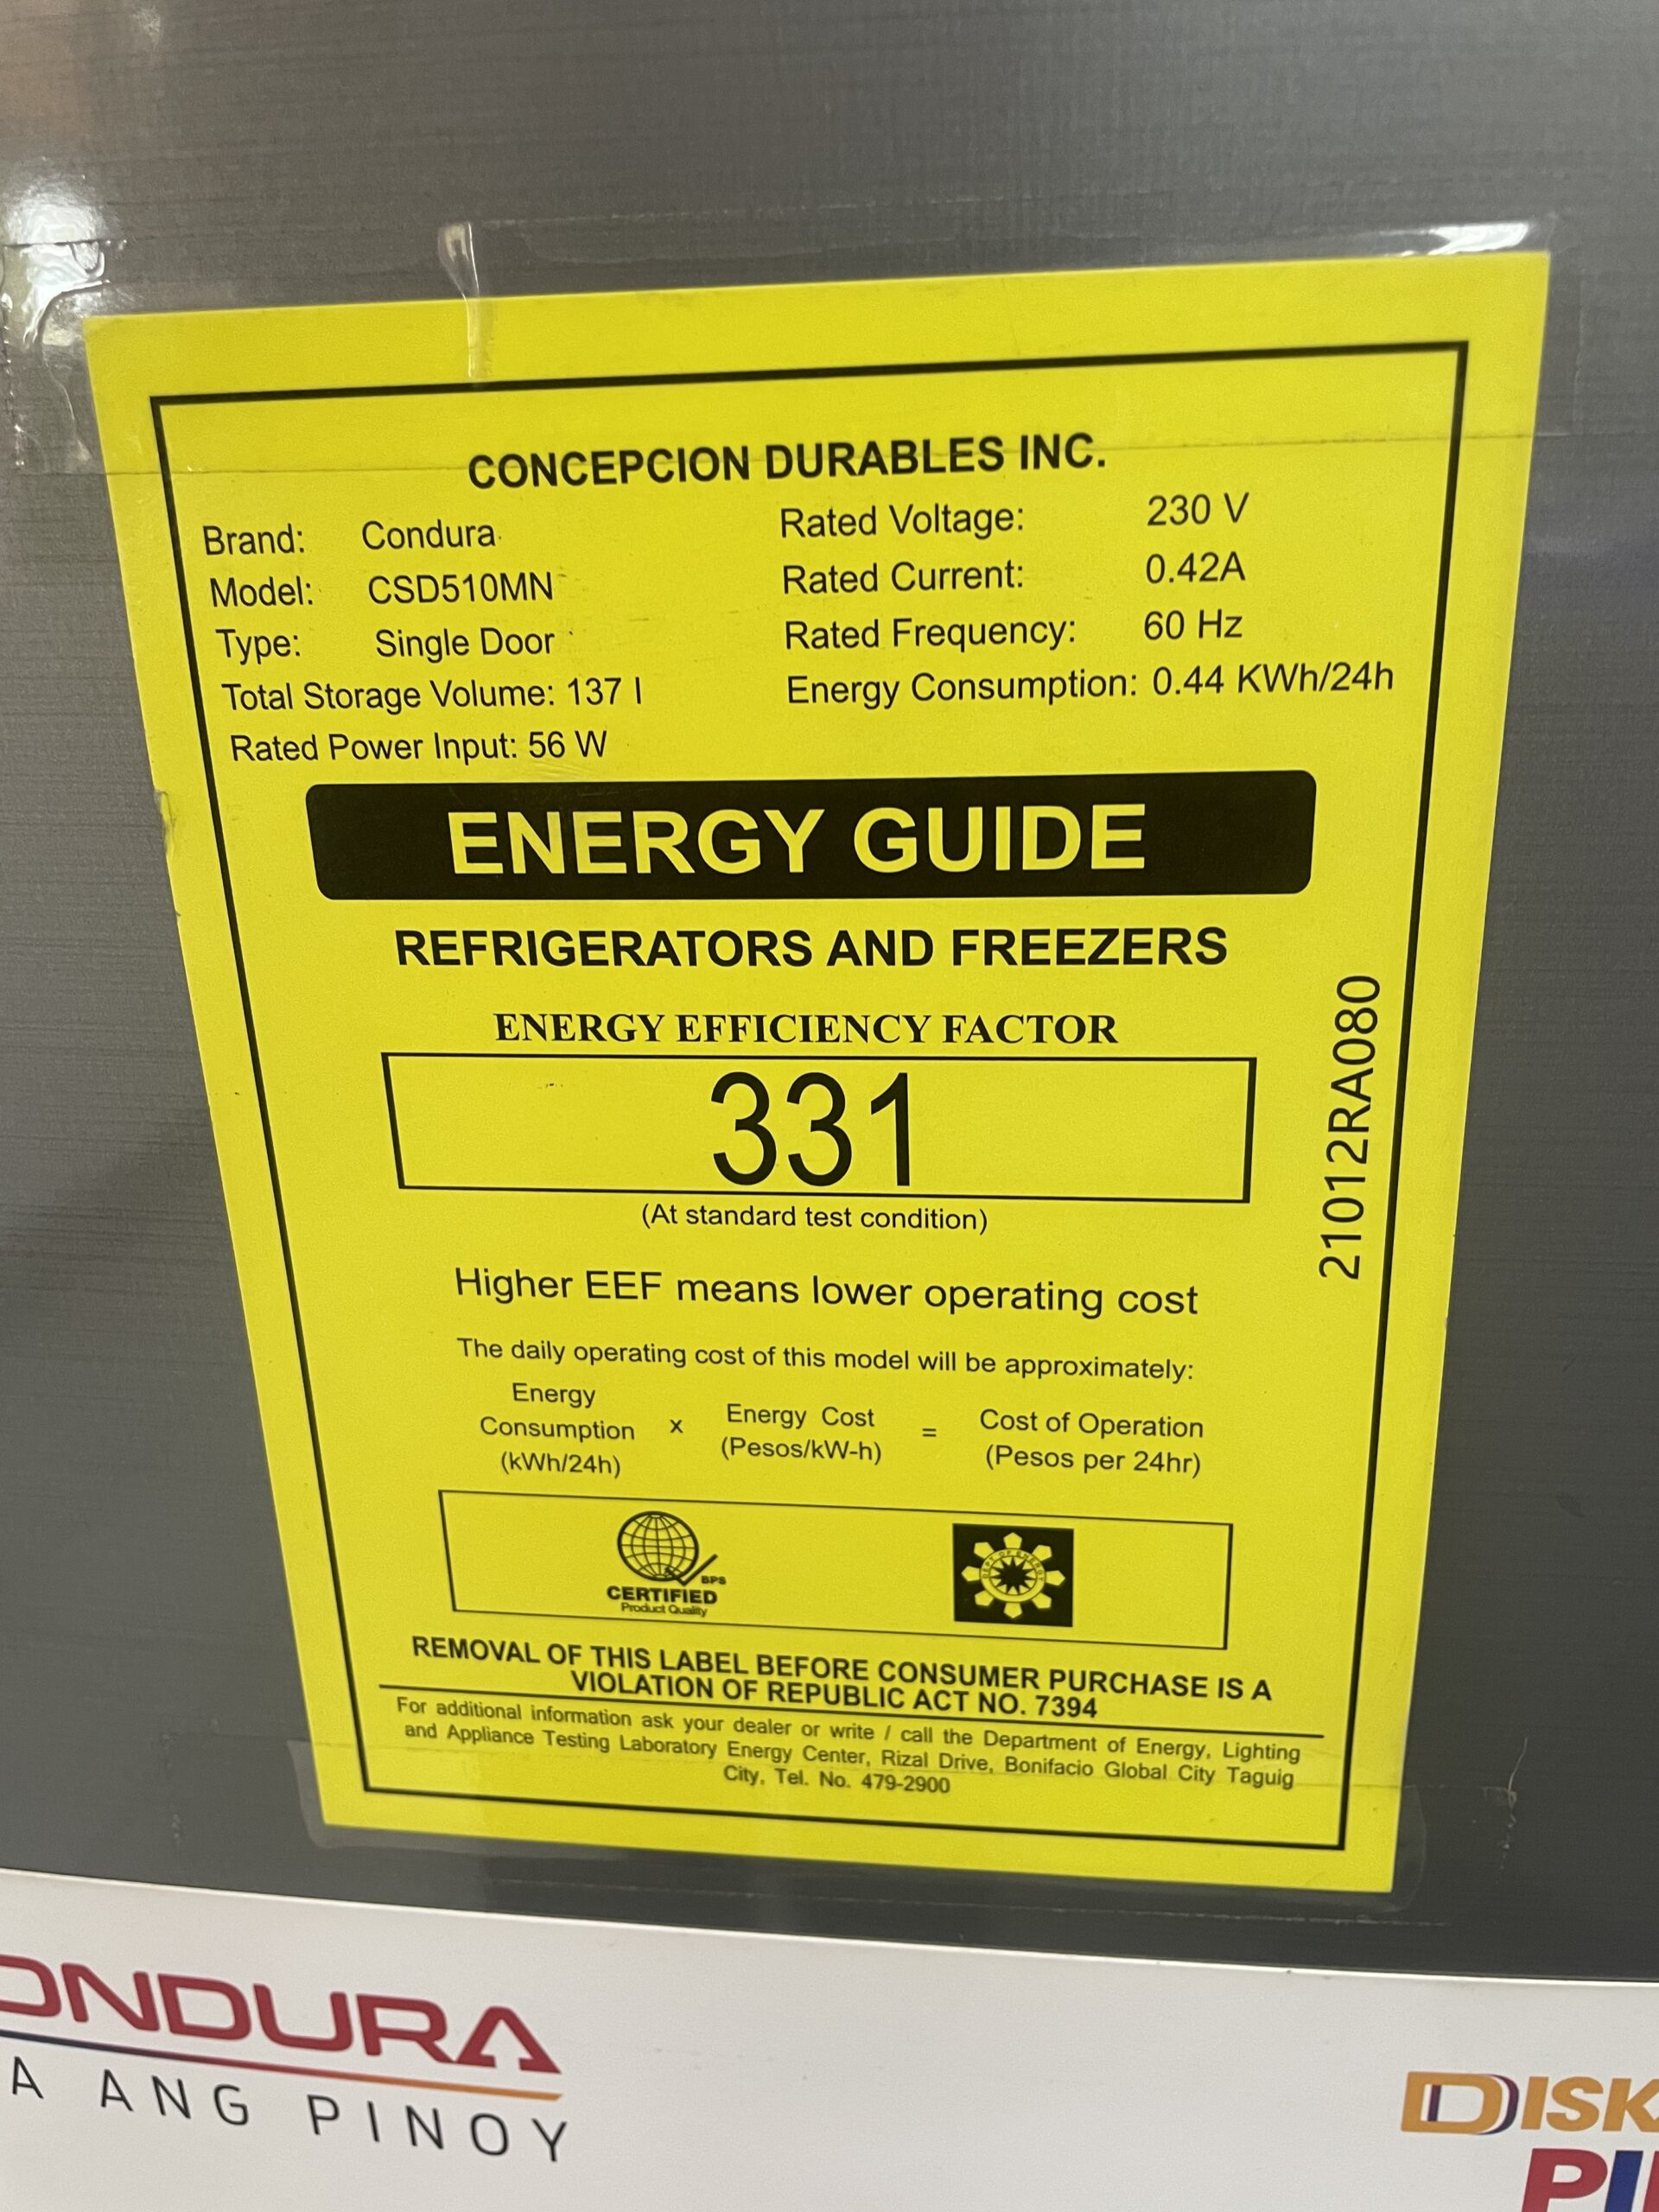 CONCEPCION DURABLES INC.
Brand: Condura
Model: CSD510MN
Type: Single Door
Total Storage Volume: 137 l
Rated Power Input: 56 W
Rated Voltage: 230 V
Rated Current: 0.42A
Rated Frequency: 60 Hz
Energy Consumption: 0.44 KWh/24h
ENERGY GUIDE
REFRIGERATORS AND FREEZERS
ENERGY EFFICIENCY FACTOR
331
(At standard test condition)
21012RA080
Higher EEF means lower operating cost
The daily operating cost of this model will be approximately:
Energy Consumption (kWh/24h) x Energy Cost (Pesos/kW-h) = Cost of Operation (Pesos per 24hr)
BPS
CERTIFIED
Product Quality
DEPT OF ENERGY
REMOVAL OF THIS LABEL BEFORE CONSUMER PURCHASE IS A
VIOLATION OF REPUBLIC ACT NO. 7394
For additional information ask your dealer or write / call the Department of Energy, Lighting
and Appliance Testing Laboratory Energy Center, Rizal Drive, Bonifacio Global City Taguig
City, Tel. No. 479-2900
ONDURA
A ANG PINOY
DISK
PI